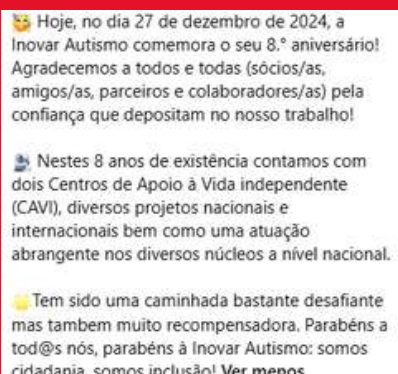 🥳 Hoje, no dia 27 de dezembro de 2024, a
Inovar Autismo comemora o seu 8.º aniversário!
Agradecemos a todos e todas (sócios/as,
amigos/as, parceiros e colaboradores/as) pela
confiança que depositam no nosso trabalho!
Nestes 8 anos de existência contamos com
dois Centros de Apoio à Vida independente
(CAVI), diversos projetos nacionais e
internacionais bem como uma atuação
abrangente nos diversos núcleos a nível nacional.
Tem sido uma caminhada bastante desafiante
mas tambem muito recompensadora. Parabéns a
tod@s nós, parabéns à Inovar Autismo: somos
cidadania, somos inclusão! Ver menos